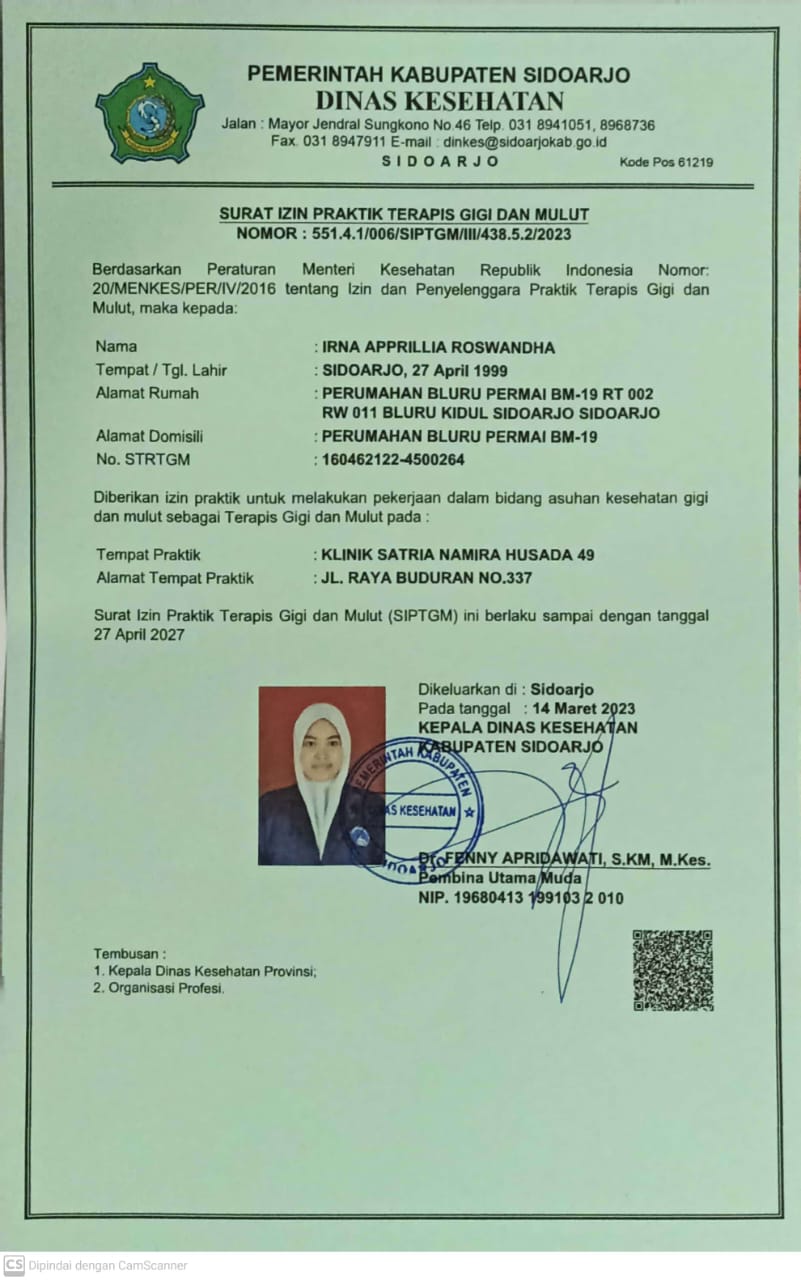 PEMERINTAH KABUPATEN SIDOARJO
DINAS KESEHATAN
Jalan : Mayor Jendral Sungkono No.46 Telp. 031 8941051, 8968736
Fax. 031 8947911 E-mail : dinkes@sidoarjokab.go.id
S I D O A R J O
Kode Pos 61219
SURAT IZIN PRAKTIK TERAPIS GIGI DAN MULUT
NOMOR : 551.4.1/006/SIPTGM/III/438.5.2/2023
Berdasarkan Peraturan Menteri Kesehatan Republik Indonesia Nomor:
20/MENKES/PER/IV/2016 tentang Izin dan Penyelenggara Praktik Terapis Gigi dan
Mulut, maka kepada:
Nama : IRNA APPRILLIA ROSWANDHA
Tempat / Tgl. Lahir : SIDOARJO, 27 April 1999
Alamat Rumah : PERUMAHAN BLURU PERMAI BM-19 RT 002
RW 011 BLURU KIDUL SIDOARJO SIDOARJO
Alamat Domisili : PERUMAHAN BLURU PERMAI BM-19
No. STRTGM : 160462122-4500264
Diberikan izin praktik untuk melakukan pekerjaan dalam bidang asuhan kesehatan gigi
dan mulut sebagai Terapis Gigi dan Mulut pada :
Tempat Praktik : KLINIK SATRIA NAMIRA HUSADA 49
Alamat Tempat Praktik : JL. RAYA BUDURAN NO.337
Surat Izin Praktik Terapis Gigi dan Mulut (SIPTGM) ini berlaku sampai dengan tanggal
27 April 2027
Dikeluarkan di : Sidoarjo
Pada tanggal : 14 Maret 2023
KEPALA DINAS KESEHATAN
KABUPATEN SIDOARJO
PEMERINTAH KABUPATEN
DINAS KESEHATAN
SIDOARJO
Dr. FENNY APRIDAWATI, S.KM, M.Kes.
Pembina Utama Muda
NIP. 19680413 199103 2 010
Tembusan :
1. Kepala Dinas Kesehatan Provinsi;
2. Organisasi Profesi.
CS Dipindai dengan CamScanner